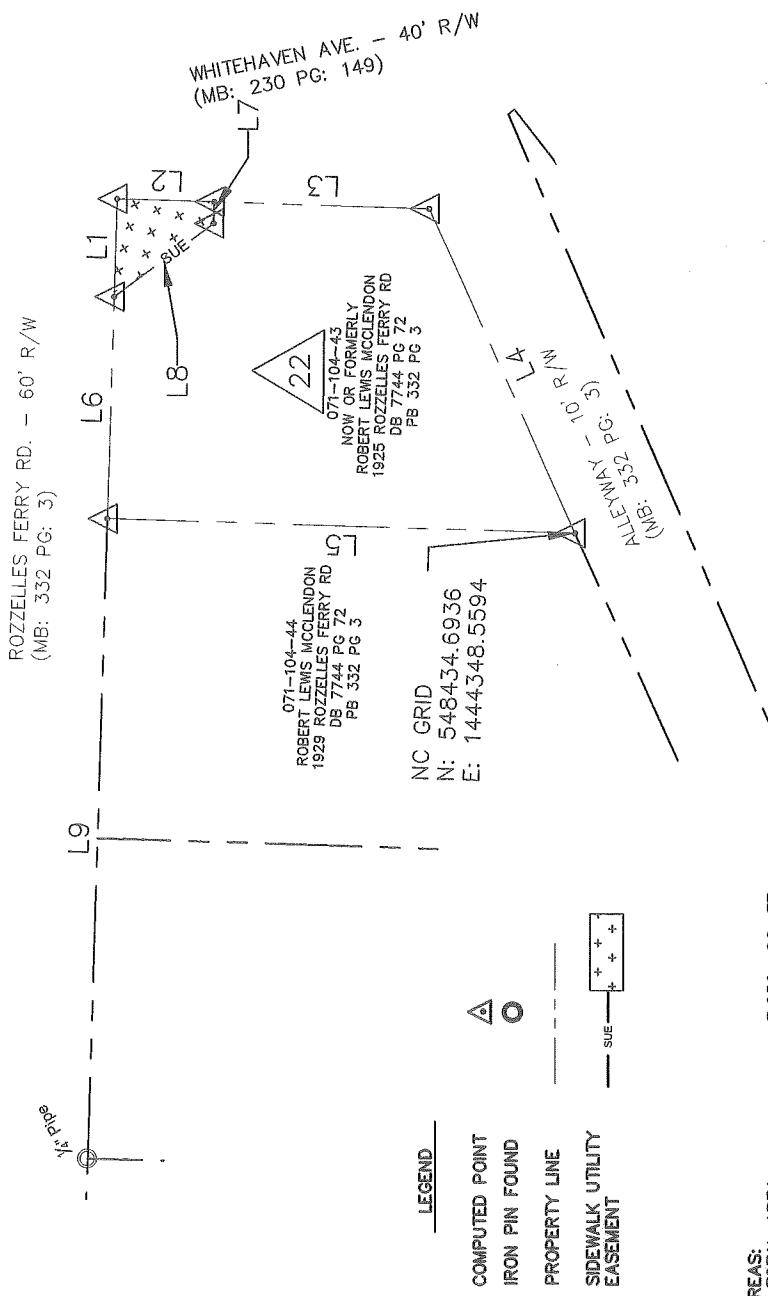 ROZZELLES FERRY RD. - 60' R/W
(MB: 332 PG: 3)
WHITEHAVEN AVE. - 40' R/W
(MB: 230 PG: 149)
L9
L6
L1
L2
L7
L3
L8
SUE
L4
L5
22
071-104-43
NOW OR FORMERLY
ROBERT LEWIS MCCLENDON
1925 ROZZELLES FERRY RD
DB 7744 PG 72
PB 332 PG 3
071-104-44
ROBERT LEWIS MCCLENDON
1929 ROZZELLES FERRY RD
DB 7744 PG 72
PB 332 PG 3
ALLEYWAY - 10' R/W
(MB: 332 PG: 3)
NC GRID
N: 548434.6936
E: 1444348.5594
Pipe
LEGEND
COMPUTED POINT
IRON PIN FOUND
PROPERTY LINE
SIDEWALK UTILITY
EASEMENT
SUE
REAS: